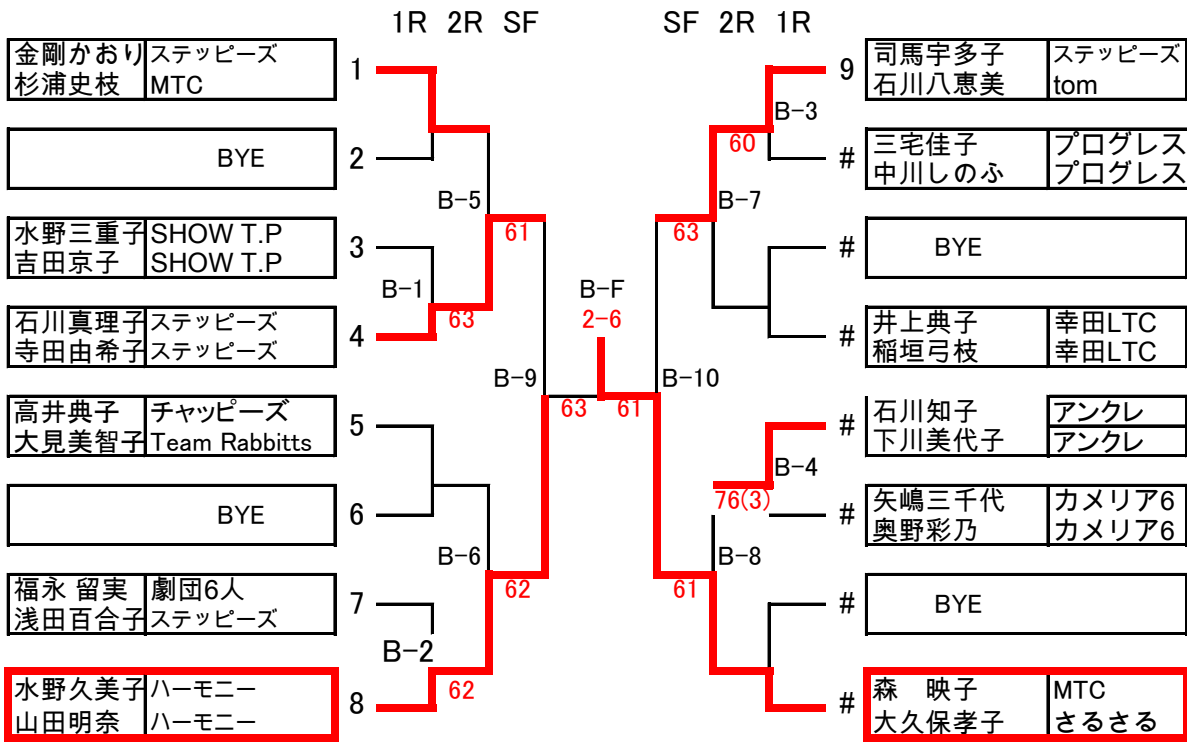 1R 2R SF
SF 2R 1R
金剛かおり ステッピーズ
杉浦史枝 MTC
1
BYE
2
B-5
61
水野三重子 SHOW T.P
吉田京子 SHOW T.P
3
B-1
63
石川真理子 ステッピーズ
寺田由希子 ステッピーズ
4
B-9
63
高井典子 チャッピーズ
大見美智子 Team Rabbitts
5
BYE
6
B-6
62
福永 留実 劇団6人
浅田百合子 ステッピーズ
7
B-2
62
水野久美子 ハーモニー
山田明奈 ハーモニー
8
B-F
2-6
9
司馬宇多子 ステッピーズ
石川八恵美 tom
B-3
60
#
三宅佳子 プログレス
中川しのふ プログレス
B-7
63
#
BYE
#
井上典子 幸田LTC
稲垣弓枝 幸田LTC
B-10
61
#
石川知子 アンクレ
下川美代子 アンクレ
B-4
76(3)
#
矢嶋三千代 カメリア6
奥野彩乃 カメリア6
B-8
61
#
BYE
#
森 映子 MTC
大久保孝子 さるさる